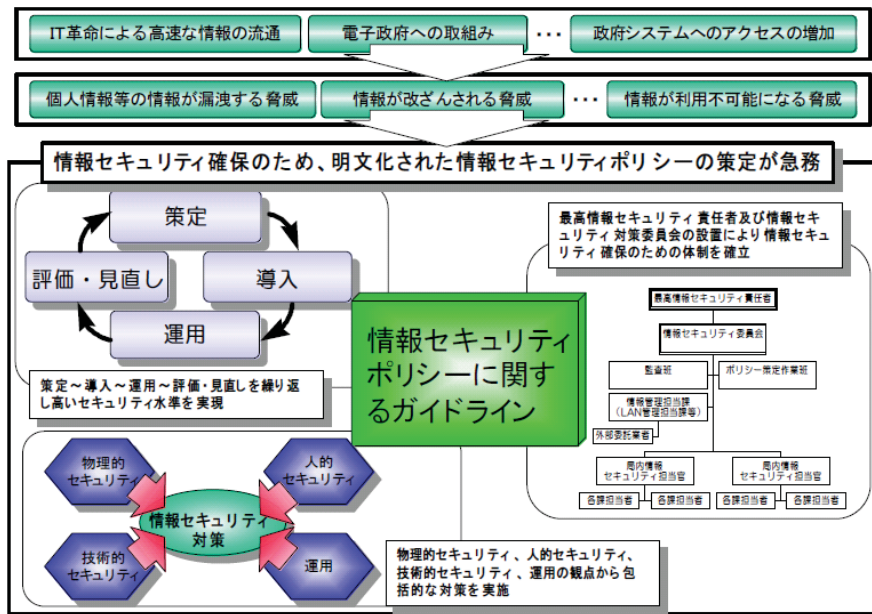 IT革命による高速な情報の流通
電子政府への取組み
・・・
政府システムへのアクセスの増加
個人情報等の情報が漏洩する脅威
情報が改ざんされる脅威
・・・
情報が利用不可能になる脅威
情報セキュリティ確保のため、明文化された情報セキュリティポリシーの策定が急務
策定
評価・見直し
導入
運用
策定～導入～運用～評価・見直しを繰り返
し高いセキュリティ水準を実現
情報セキュリティ
ポリシーに関す
るガイドライン
最高情報セキュリティ責任者及び情報セキ
ュリティ対策委員会の設置により情報セキュ
リティ確保のための体制を確立
最高情報セキュリティ責任者
情報セキュリティ委員会
監査班
ポリシー策定作業班
情報管理担当課
（LAN管理担当課等）
外部委託業者
局内情報
セキュリティ担当官
局内情報
セキュリティ担当官
各課担当者
各課担当者
各課担当者
各課担当者
物理的
セキュリティ
人的
セキュリティ
情報セキュリティ
対策
技術的
セキュリティ
運用
物理的セキュリティ、人的セキュリティ、
技術的セキュリティ、運用の観点から包
括的な対策を実施